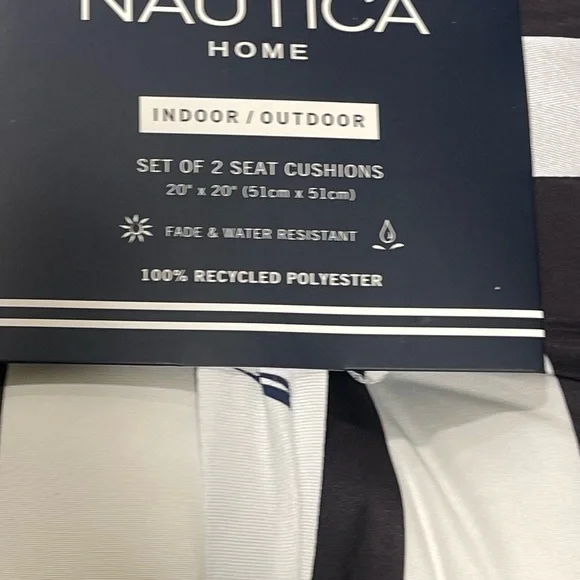 NAUTICA
HOME
INDOOR / OUTDOOR
SET OF 2 SEAT CUSHIONS
20" x 20" (51cm x 51cm)
FADE & WATER RESISTANT
100% RECYCLED POLYESTER